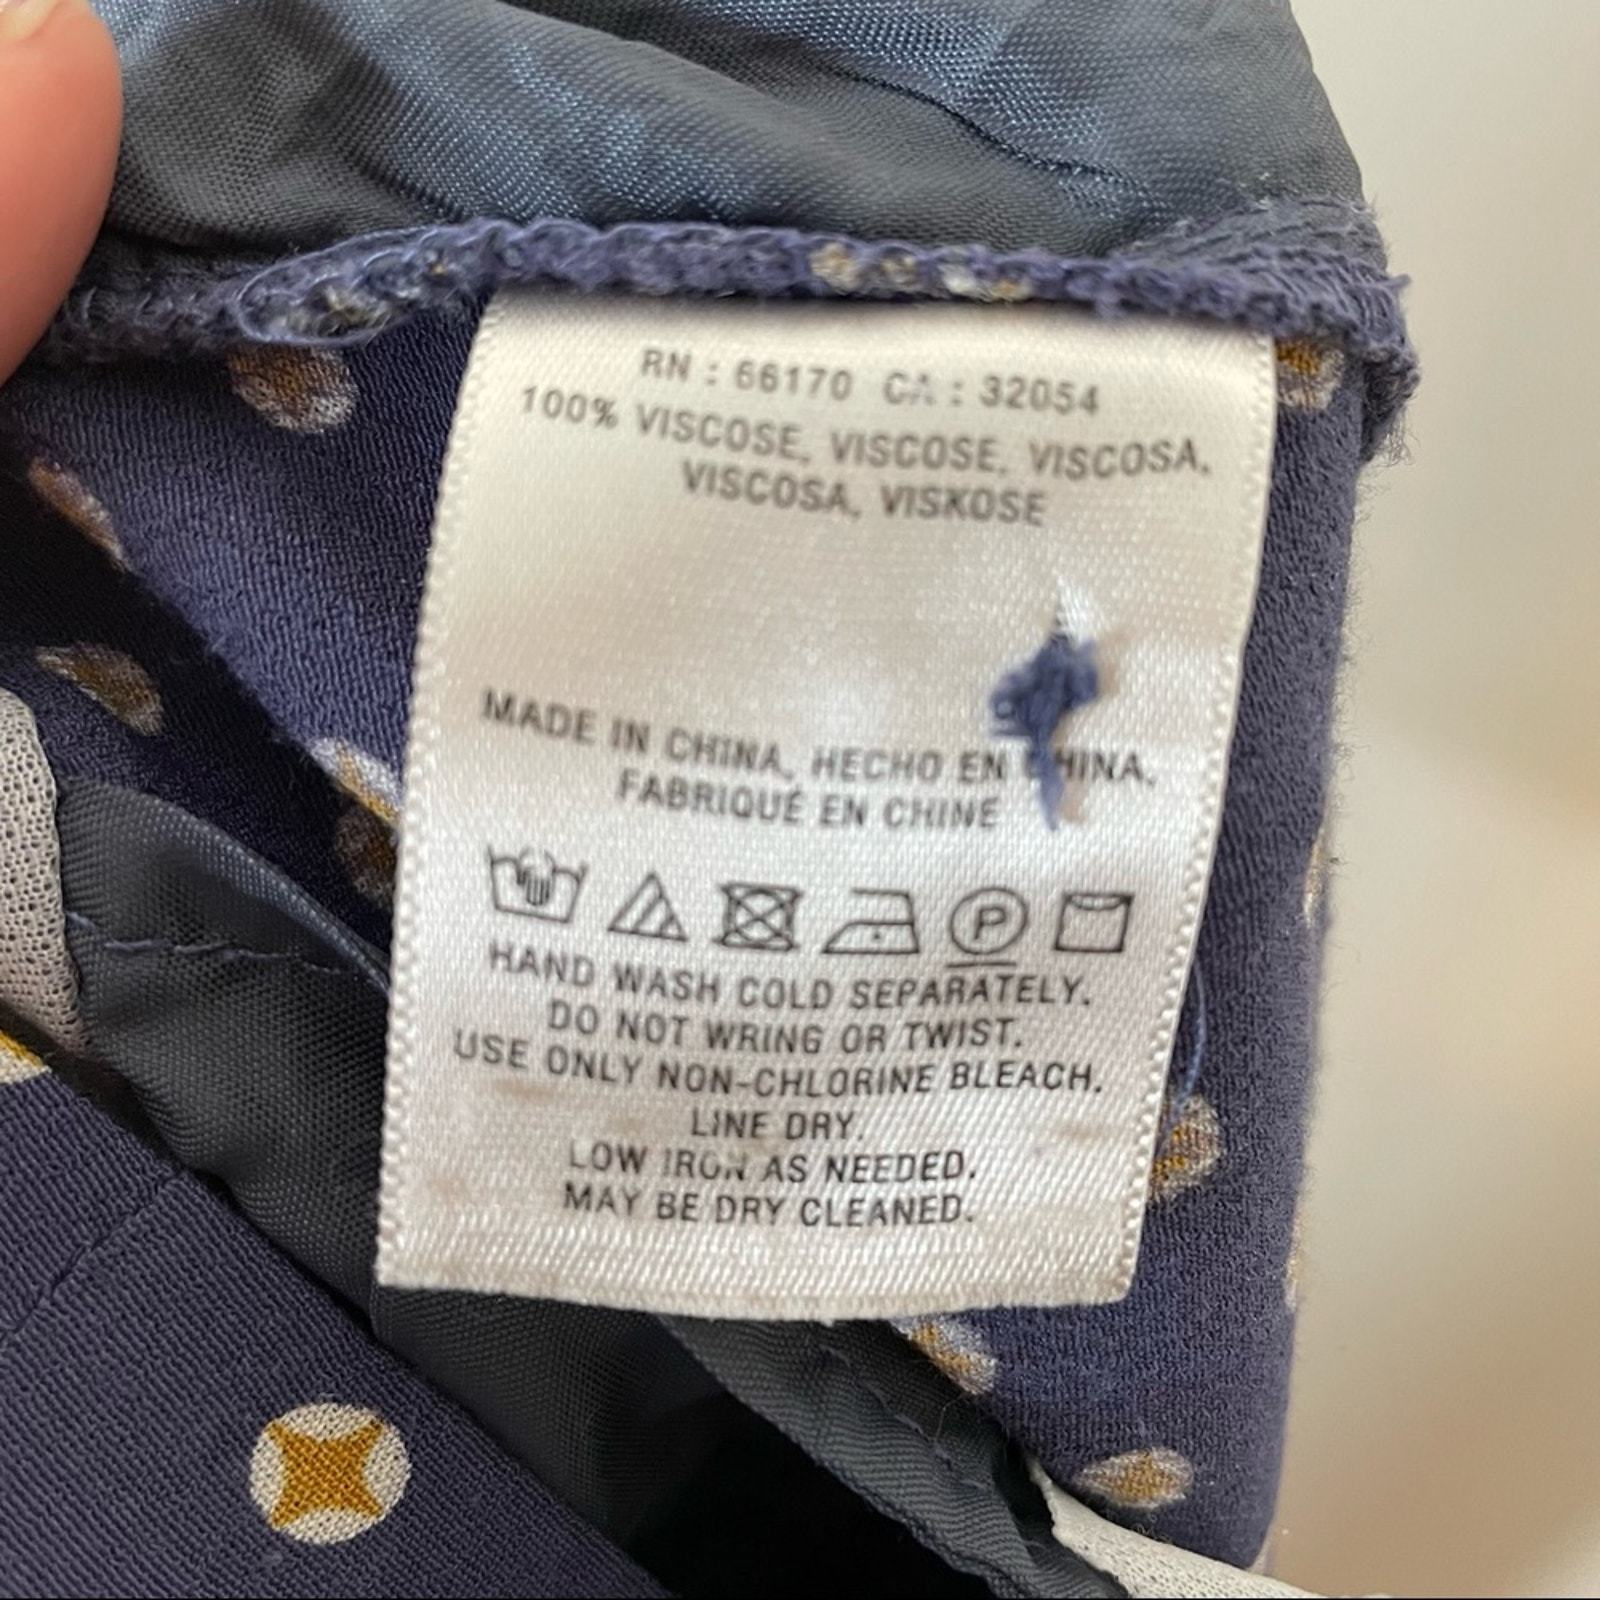 RN : 66170 CA : 32054
100% VISCOSE, VISCOSE, VISCOSA,
VISCOSA, VISKOSE
MADE IN CHINA, HECHO EN CHINA,
FABRIQUÉ EN CHINE
P
HAND WASH COLD SEPARATELY.
DO NOT WRING OR TWIST.
USE ONLY NON-CHLORINE BLEACH.
LINE DRY.
LOW IRON AS NEEDED.
MAY BE DRY CLEANED.